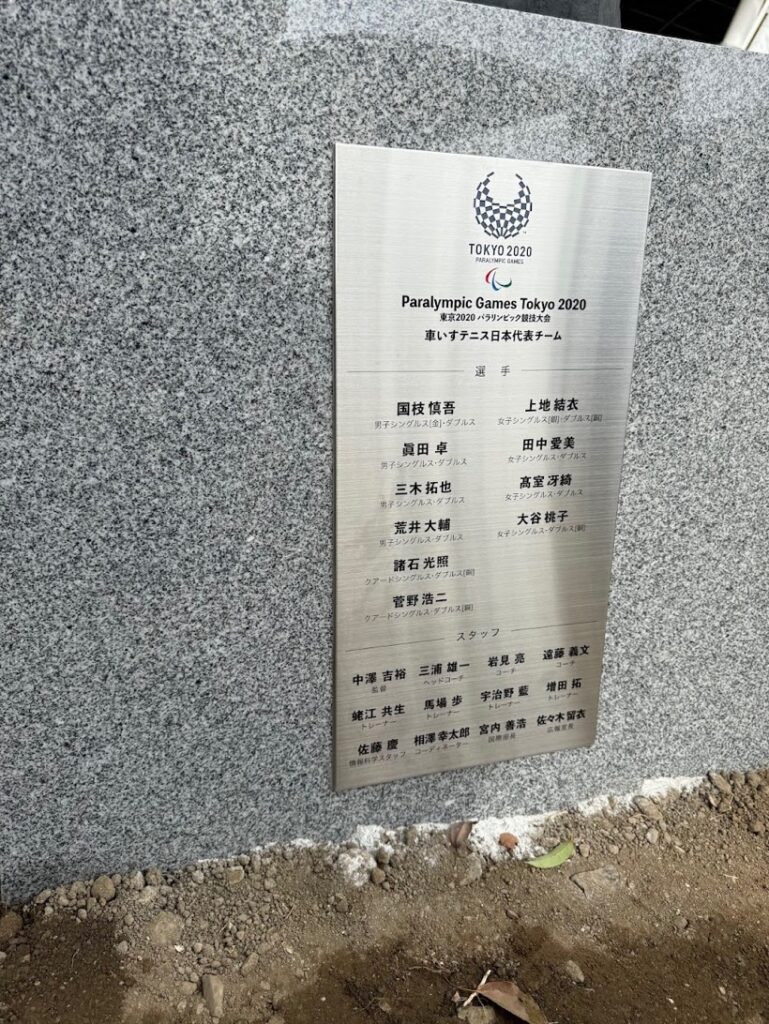 TOKYO 2020
PARALYMPIC GAMES
Paralympic Games Tokyo 2020
東京2020 パラリンピック競技大会
車いすテニス日本代表チーム
選 手
国枝 慎吾 上地 結衣
男子シングルス[金]・ダブルス 女子シングルス[銀]・ダブルス[銅]
眞田 卓 田中 愛美
男子シングルス・ダブルス 女子シングルス・ダブルス
三木 拓也 髙室 冴綺
男子シングルス・ダブルス 女子シングルス・ダブルス
荒井 大輔 大谷 桃子
男子シングルス・ダブルス 女子シングルス・ダブルス[銅]
諸石 光照
クアードシングルス・ダブルス[銅]
菅野 浩二
クアードシングルス・ダブルス[銅]
スタッフ
中澤 吉裕 三浦 雄一 岩見 亮 遠藤 義文
監督 ヘッドコーチ コーチ コーチ
蛯江 共生 馬場 歩 宇治野 藍 増田 拓
トレーナー トレーナー トレーナー トレーナー
佐藤 慶 相澤 幸太郎 宮内 善浩 佐々木 留衣
情報科学スタッフ コーディネーター 国際部長 広報室長